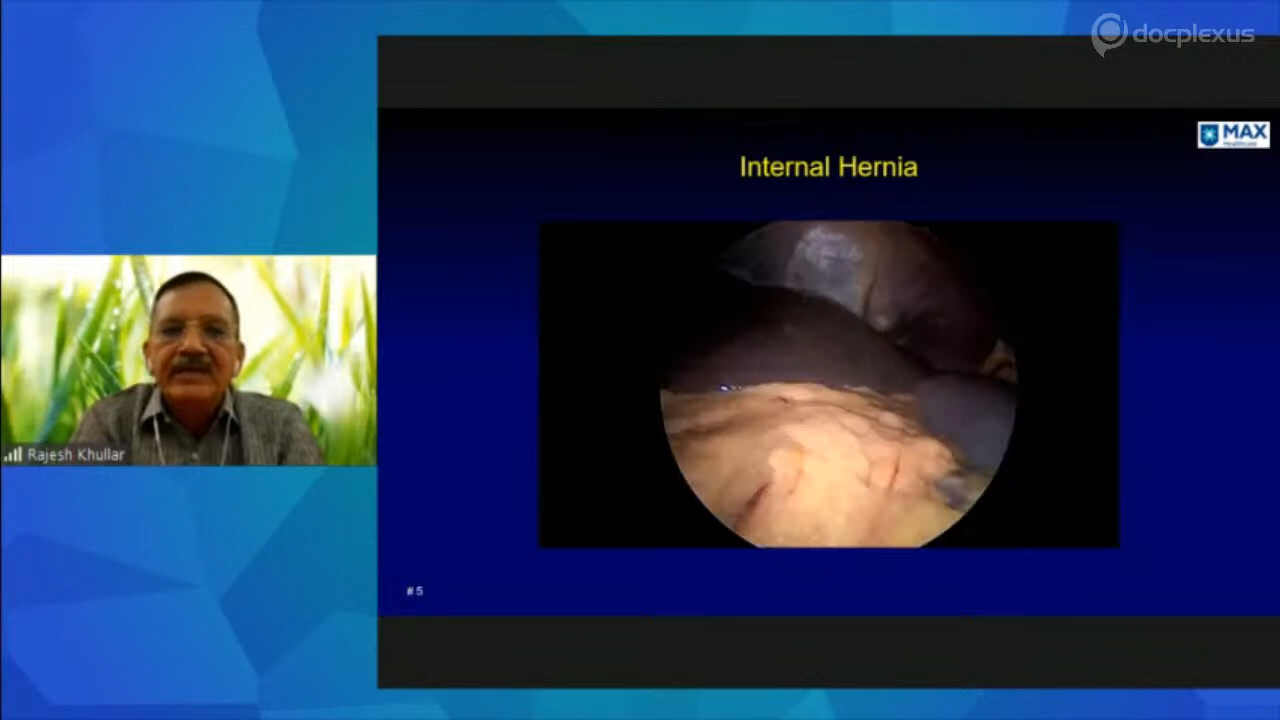 docplexus
MAX
Healthcare
Internal Hernia
Rajesh Khullar
#5